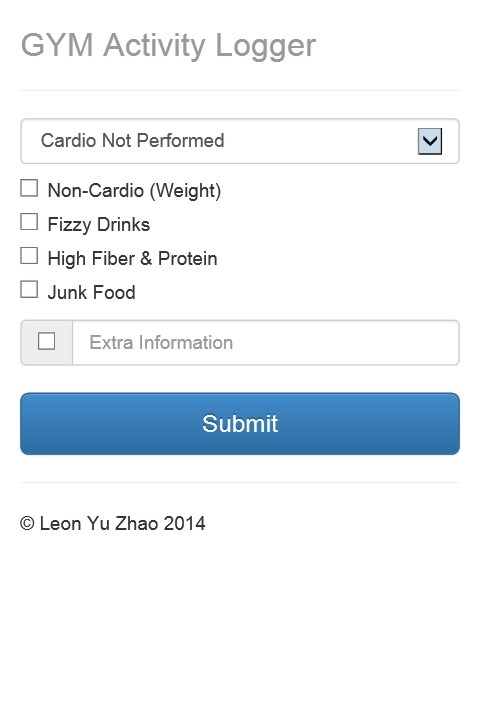 GYM Activity Logger
Cardio Not Performed
Non-Cardio (Weight)
Fizzy Drinks
High Fiber & Protein
Junk Food
Extra Information
Submit
© Leon Yu Zhao 2014